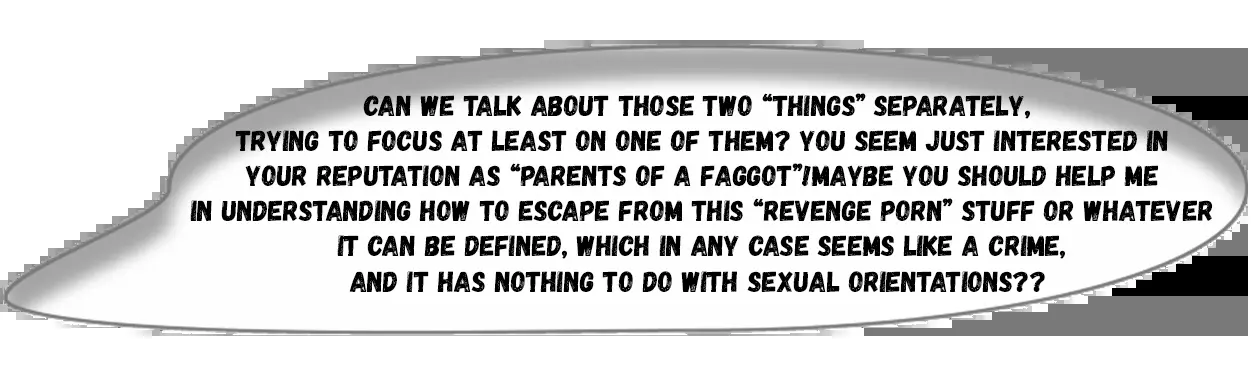 CAN WE TALK ABOUT THOSE TWO “THINGS” SEPARATELY,
TRYING TO FOCUS AT LEAST ON ONE OF THEM? YOU SEEM JUST INTERESTED IN
YOUR REPUTATION AS “PARENTS OF A FAGGOT”!MAYBE YOU SHOULD HELP ME
IN UNDERSTANDING HOW TO ESCAPE FROM THIS “REVENGE PORN” STUFF OR WHATEVER
IT CAN BE DEFINED, WHICH IN ANY CASE SEEMS LIKE A CRIME,
AND IT HAS NOTHING TO DO WITH SEXUAL ORIENTATIONS??